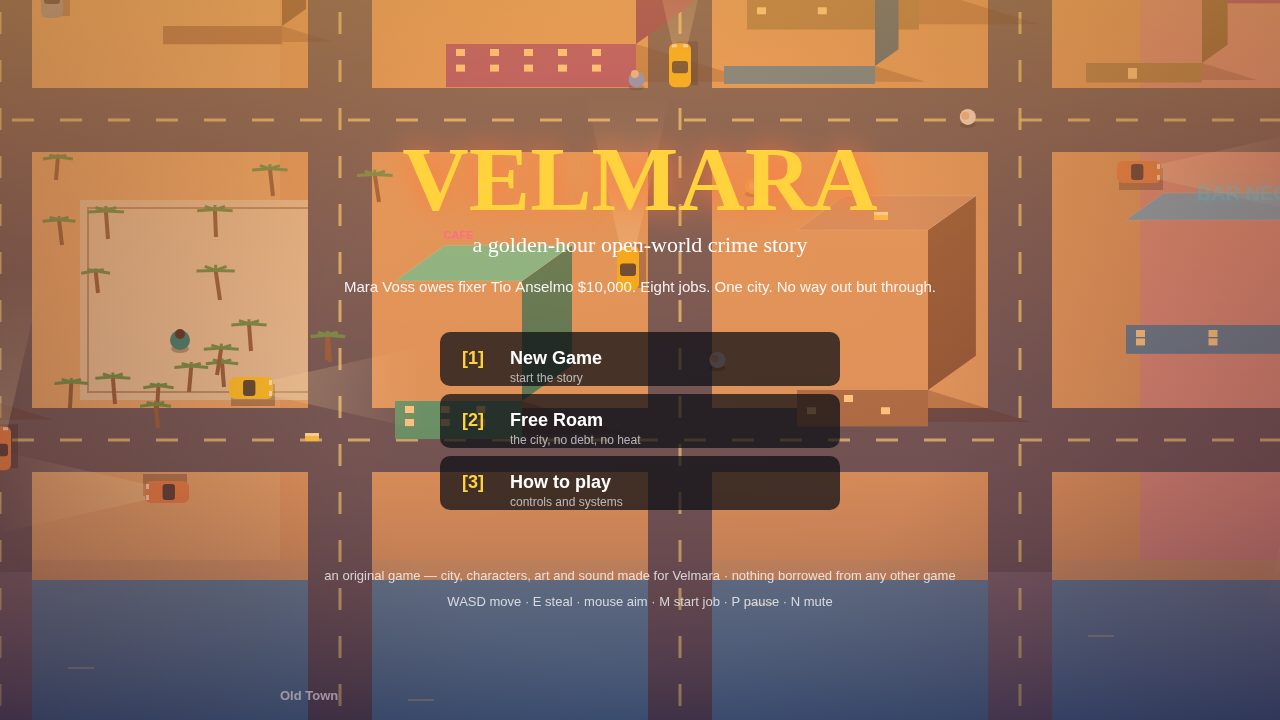 VELMARA
BAR NE
CAFE
a golden-hour open-world crime story
Mara Voss owes fixer Tio Anselmo $10,000. Eight jobs. One city. No way out but through.
[1] New Game
start the story
[2] Free Roam
the city, no debt, no heat
[3] How to play
controls and systems
an original game — city, characters, art and sound made for Velmara · nothing borrowed from any other game
WASD move · E steal · mouse aim · M start job · P pause · N mute
Old Town